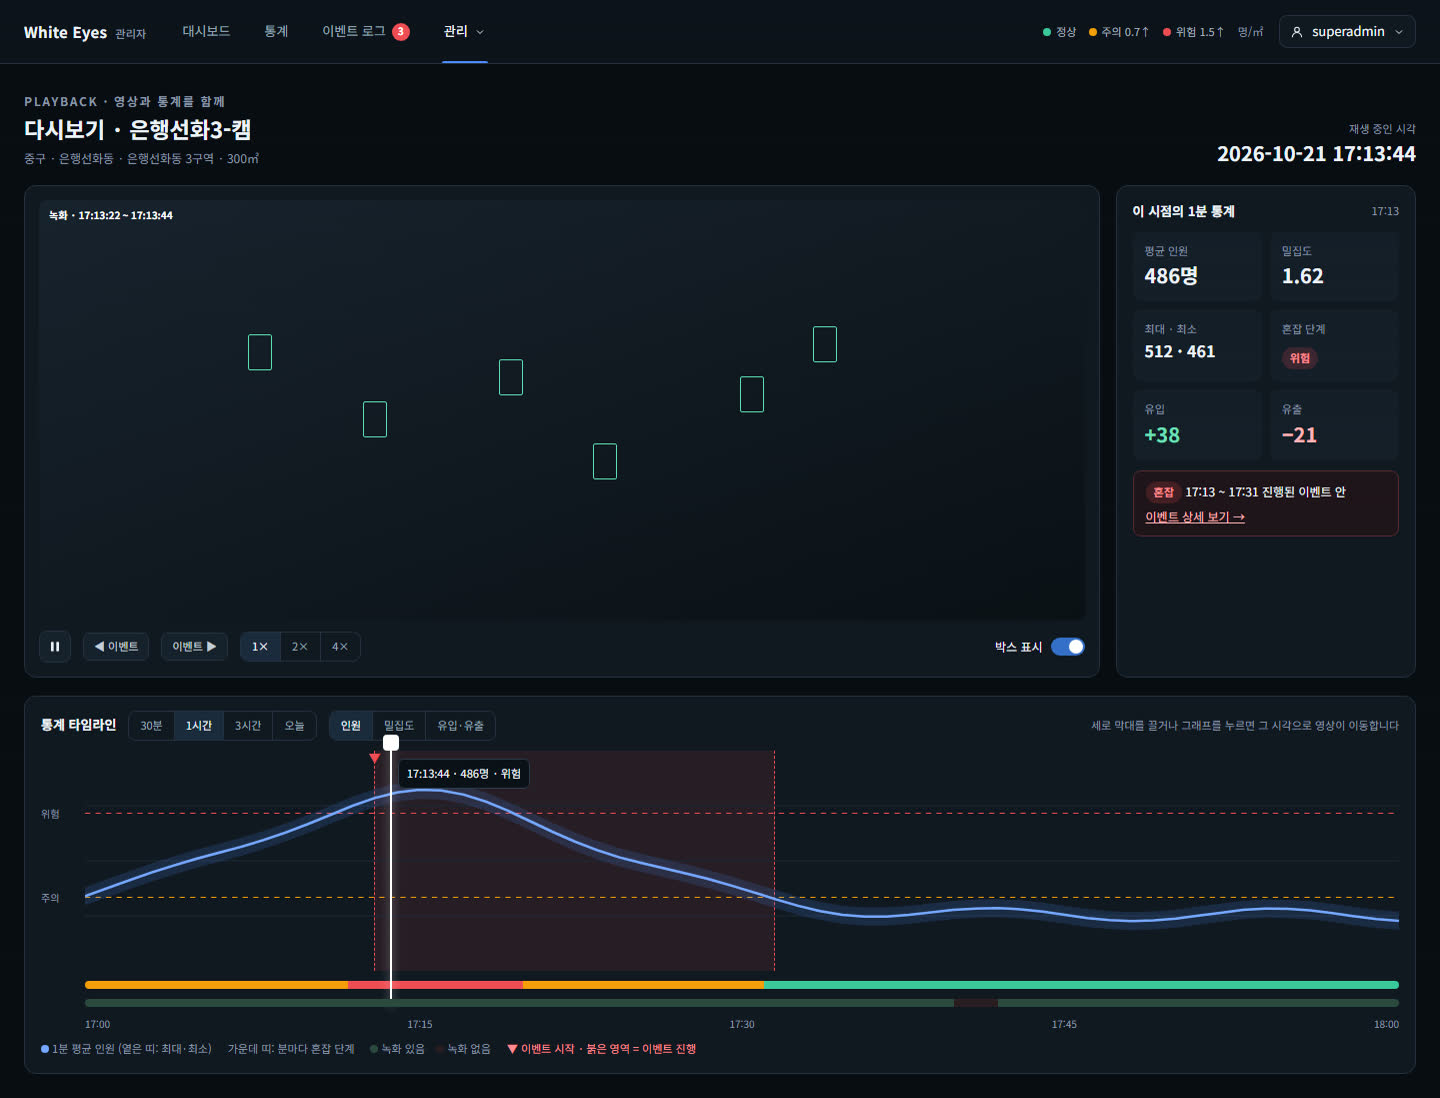 White Eyes 관리자 대시보드 통계 이벤트 로그 3 관리 정상 주의 0.7↑ 위험 1.5↑ 명/㎡ superadmin
PLAYBACK · 영상과 통계를 함께
다시보기 · 은행선화3-캠
중구 · 은행선화동 · 은행선화동 3구역 · 300㎡
재생 중인 시각
2026-10-21 17:13:44
녹화 · 17:13:22 ~ 17:13:44
◀ 이벤트 이벤트 ▶ 1× 2× 4× 박스 표시
이 시점의 1분 통계 17:13
평균 인원 밀집도
486명 1.62
최대 · 최소 혼잡 단계
512 · 461 위험
유입 유출
+38 −21
혼잡 17:13 ~ 17:31 진행된 이벤트 안
이벤트 상세 보기 →
통계 타임라인 30분 1시간 3시간 오늘 인원 밀집도 유입·유출 세로 막대를 끌거나 그래프를 누르면 그 시각으로 영상이 이동합니다
17:13:44 · 486명 · 위험
위험
주의
17:00 17:15 17:30 17:45 18:00
1분 평균 인원 (옅은 띠: 최대·최소) 가운데 띠: 분마다 혼잡 단계 녹화 있음 녹화 없음 ▼ 이벤트 시작 · 붉은 영역 = 이벤트 진행